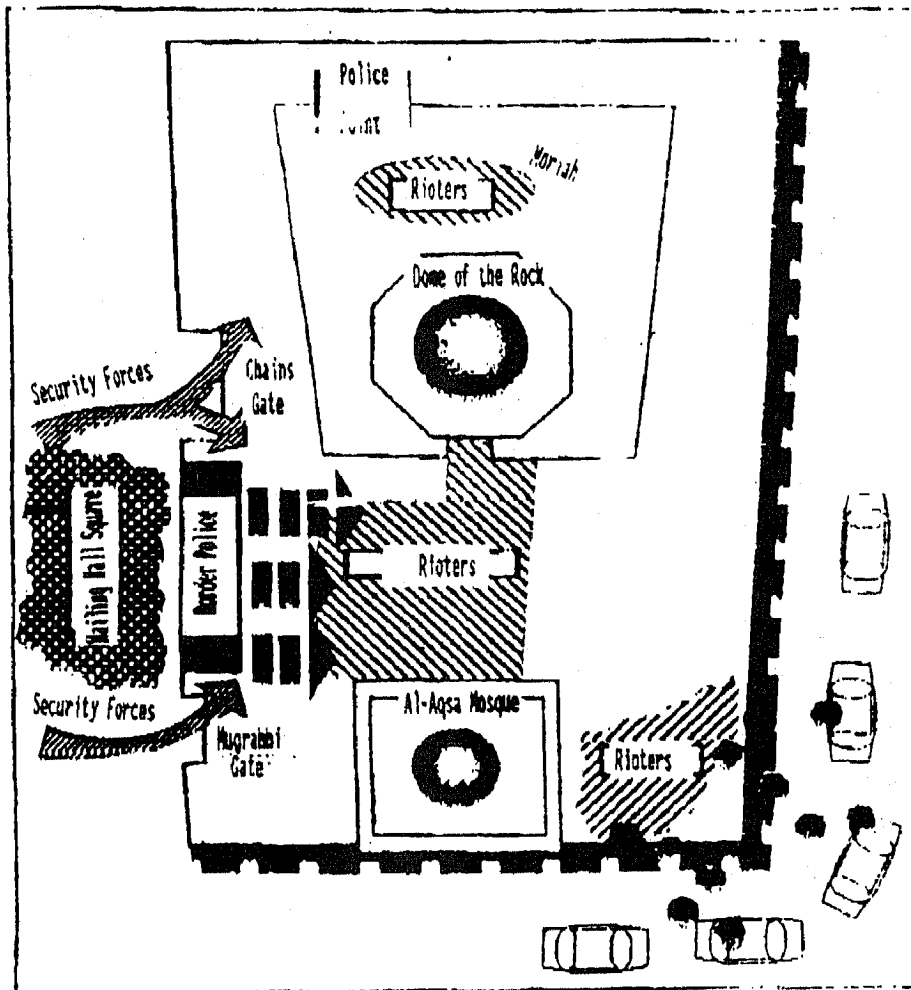 Police
Moriah
Rioters
Dome of the Rock
Security Forces
Chains
Gate
Wailing Wall Square
Border Police
Rioters
Security Forces
Al-Aqsa Mosque
Mugrabbi
Gate
Rioters